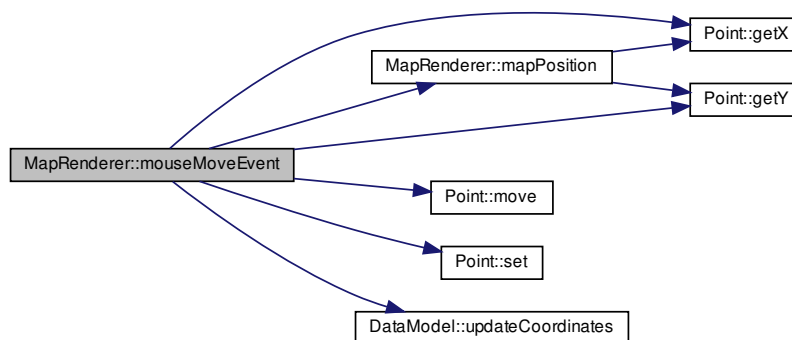 Point::getX
MapRenderer::mapPosition
Point::getY
MapRenderer::mouseMoveEvent
Point::move
Point::set
DataModel::updateCoordinates